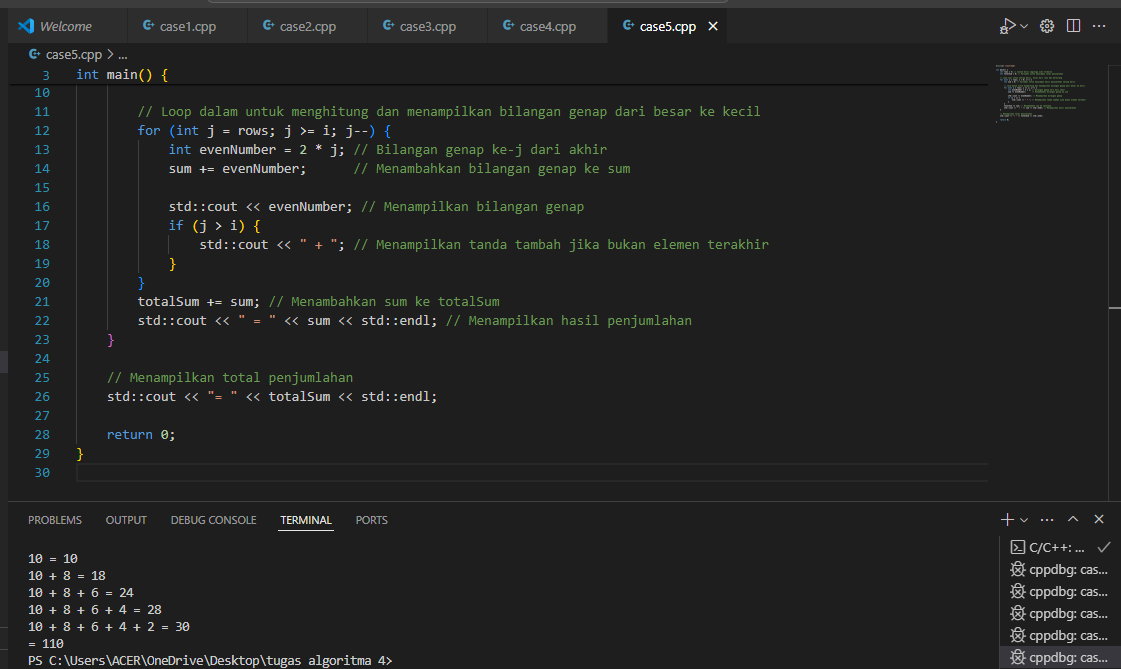 Welcome case1.cpp case2.cpp case3.cpp case4.cpp case5.cpp
case5.cpp > ...
3 int main() {
10
11 // Loop dalam untuk menghitung dan menampilkan bilangan genap dari besar ke kecil
12 for (int j = rows; j >= i; j--) {
13 int evenNumber = 2 * j; // Bilangan genap ke-j dari akhir
14 sum += evenNumber; // Menambahkan bilangan genap ke sum
15
16 std::cout << evenNumber; // Menampilkan bilangan genap
17 if (j > i) {
18 std::cout << " + "; // Menampilkan tanda tambah jika bukan elemen terakhir
19 }
20 }
21 totalSum += sum; // Menambahkan sum ke totalSum
22 std::cout << " = " << sum << std::endl; // Menampilkan hasil penjumlahan
23 }
24
25 // Menampilkan total penjumlahan
26 std::cout << "= " << totalSum << std::endl;
27
28 return 0;
29 }
30
PROBLEMS OUTPUT DEBUG CONSOLE TERMINAL PORTS
10 = 10
10 + 8 = 18
10 + 8 + 6 = 24
10 + 8 + 6 + 4 = 28
10 + 8 + 6 + 4 + 2 = 30
= 110
PS C:\Users\ACER\OneDrive\Desktop\tugas algoritma 4>
C/C++: ...
cppdbg: cas...
cppdbg: cas...
cppdbg: cas...
cppdbg: cas...
cppdbg: cas...